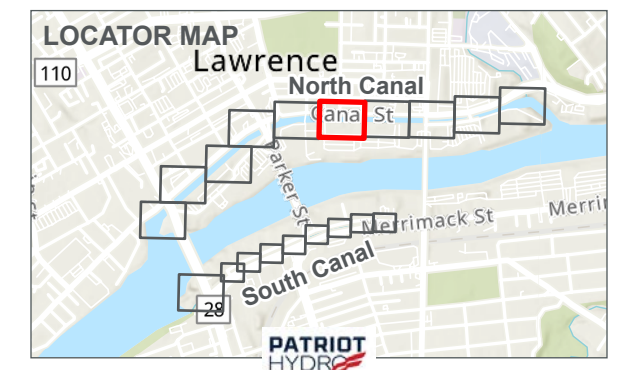 LOCATOR MAP
Lawrence
110
North Canal
Canal St
Parker St
Merrimack St
Merri
South Canal
28
PATRIOT
HYDRO